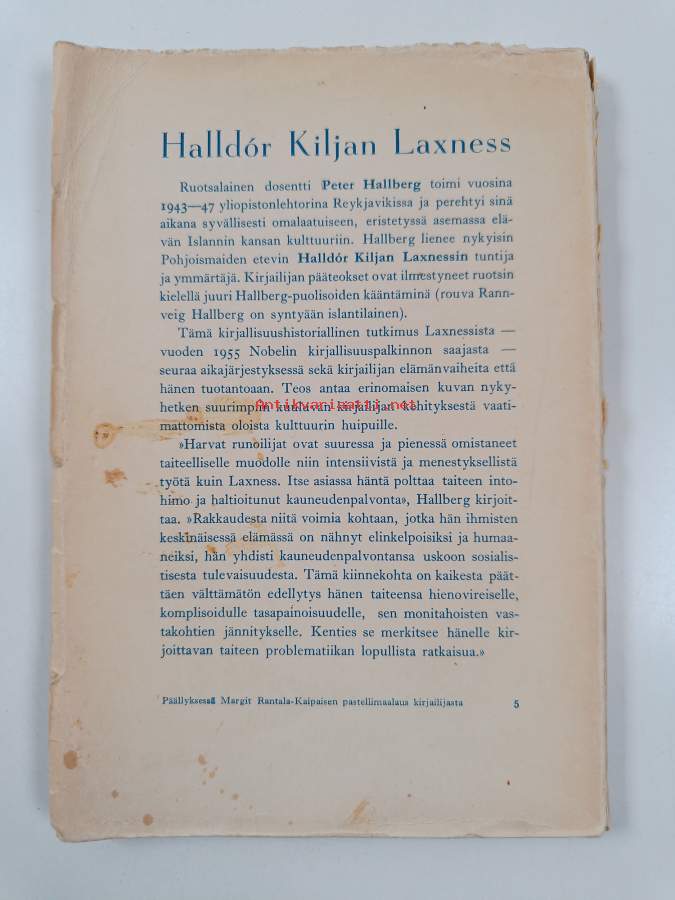 Halldór Kiljan Laxness
Ruotsalainen dosentti Peter Hallberg toimi vuosina
1943—47 yliopistonlehtorina Reykjavikissa ja perehtyi sinä
aikana syvällisesti omalaatuiseen, eristetyssä asemassa elä-
vän Islannin kansan kulttuuriin. Hallberg lienee nykyisin
Pohjoismaiden etevin Halldór Kiljan Laxnessin tuntija
ja ymmärtäjä. Kirjailijan pääteokset ovat ilmestyneet ruotsin
kielellä juuri Hallberg-puolisoiden kääntäminä (rouva Rann-
veig Hallberg on syntyään islantilainen).
Tämä kirjallisuushistoriallinen tutkimus Laxnessista —
vuoden 1955 Nobelin kirjallisuuspalkinnon saajasta —
seuraa aikajärjestyksessä sekä kirjailijan elämänvaiheita että
hänen tuotantoaan. Teos antaa erinomaisen kuvan nyky-
hetken suurimpiin kuuluvan kirjailijan kehityksestä vaati-
Antikvariaatti.net
mattomista oloista kulttuurin huipuille.
»Harvat runoilijat ovat suuressa ja pienessä omistaneet
taiteelliselle muodolle niin intensiivistä ja menestyksellistä
työtä kuin Laxness. Itse asiassa häntä polttaa taiteen into-
himo ja haltioitunut kauneudenpalvonta», Hallberg kirjoit-
taa. »Rakkaudesta niitä voimia kohtaan, jotka hän ihmisten
keskinäisessä elämässä on nähnyt elinkelpoisiksi ja humaa-
neiksi, hän yhdisti kauneudenpalvontansa uskoon sosialis-
tisesta tulevaisuudesta. Tämä kiinnekohta on kaikesta päät-
täen välttämätön edellytys hänen taiteensa hienovireiselle,
komplisoidulle tasapainoisuudelle, sen monitahoisten vas-
takohtien jännitykselle. Kenties se merkitsee hänelle kir-
joittavan taiteen problematiikan lopullista ratkaisua.»
Päällyksessä Margit Rantala-Kaipaisen pastellimaalaus kirjailijasta 5